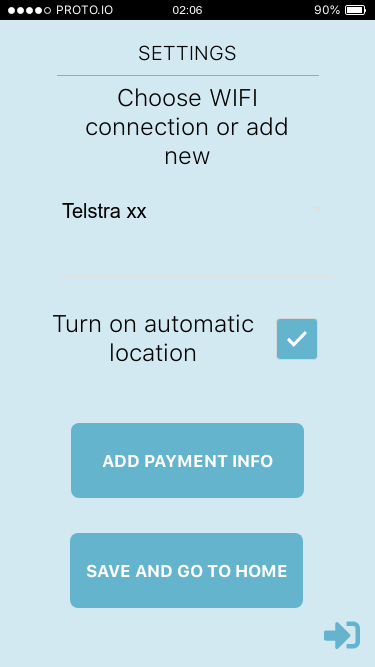 PROTO.IO 02:06 90%
SETTINGS
Choose WIFI
connection or add
new
Telstra xx
Turn on automatic
location
ADD PAYMENT INFO
SAVE AND GO TO HOME